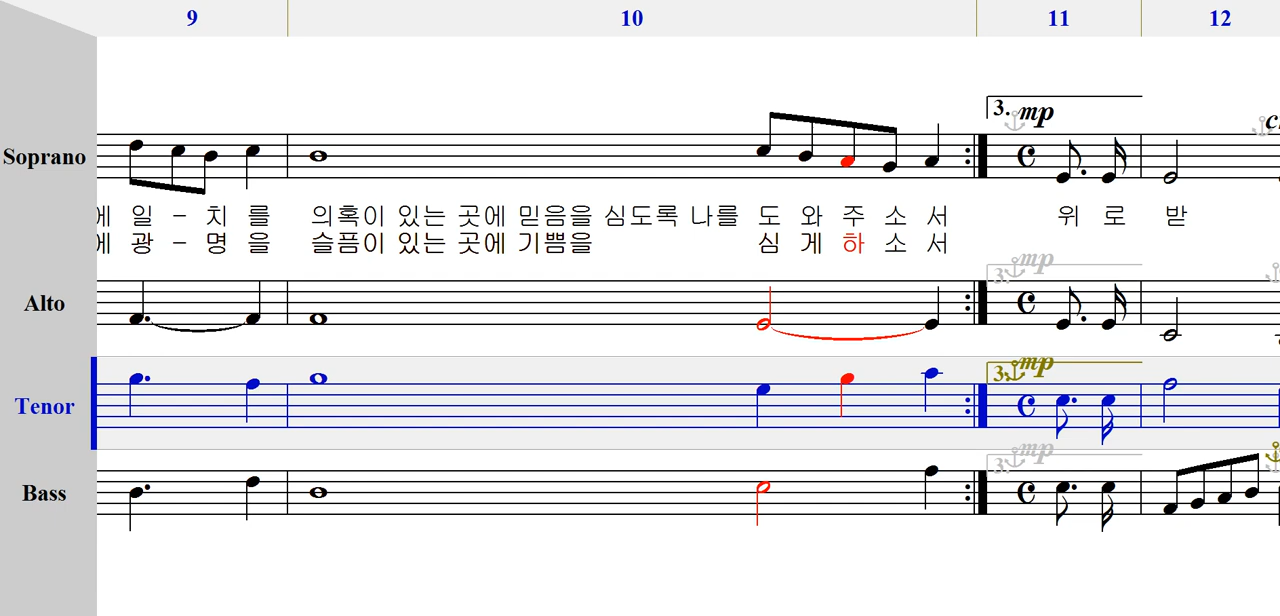 9 10 11 12
3. mp
Soprano
에 일 - 치 를 의혹이 있는 곳에 믿음을 심도록 나를 도 와 주 소 서 위 로 받
에 광 - 명 을 슬픔이 있는 곳에 기쁨을 심 게 하 소 서
3. mp
Alto
3. mp
Tenor
3. mp
Bass